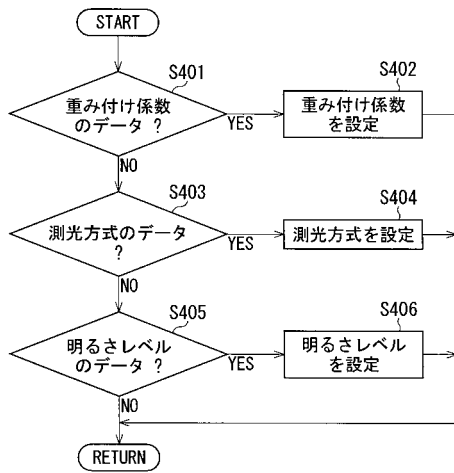 START
S401
重み付け係数
のデータ ?
YES
S402
重み付け係数
を設定
NO
S403
測光方式のデータ
?
YES
S404
測光方式を設定
NO
S405
明るさレベル
のデータ ?
YES
S406
明るさレベル
を設定
NO
RETURN